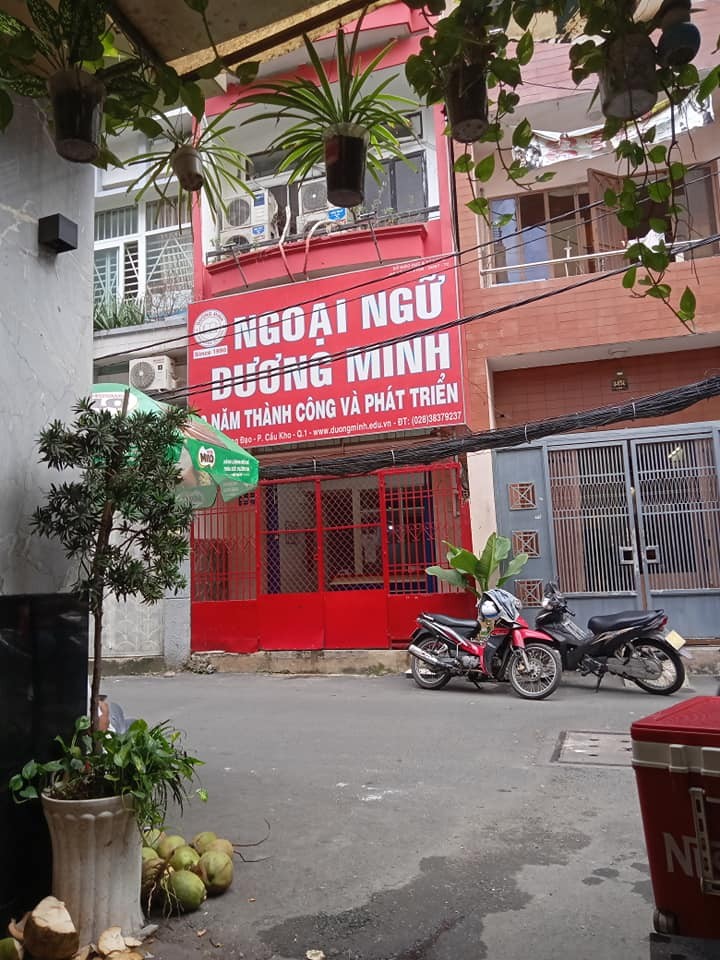 NGOẠI NGỮ
DƯƠNG MINH
Since 1990
NĂM THÀNH CÔNG VÀ PHÁT TRIỂN
Đạo - P. Cầu Kho - Q.1 - www.duongminh.edu.vn - ĐT: (028)38379237
MILO